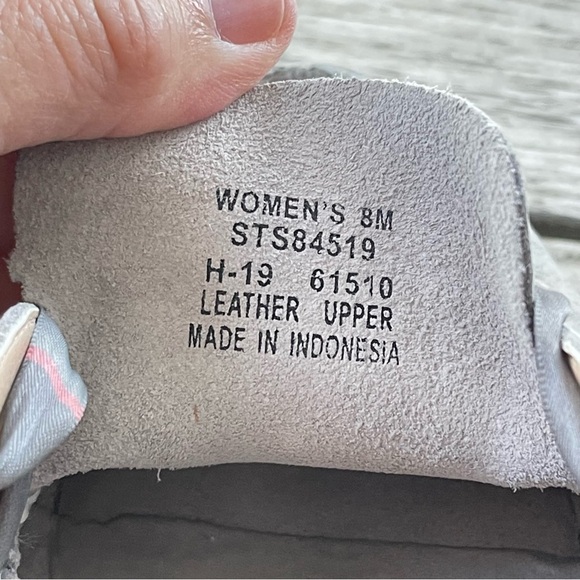 WOMEN'S 8M
STS84519
H-19 61510
LEATHER UPPER
MADE IN INDONESIA